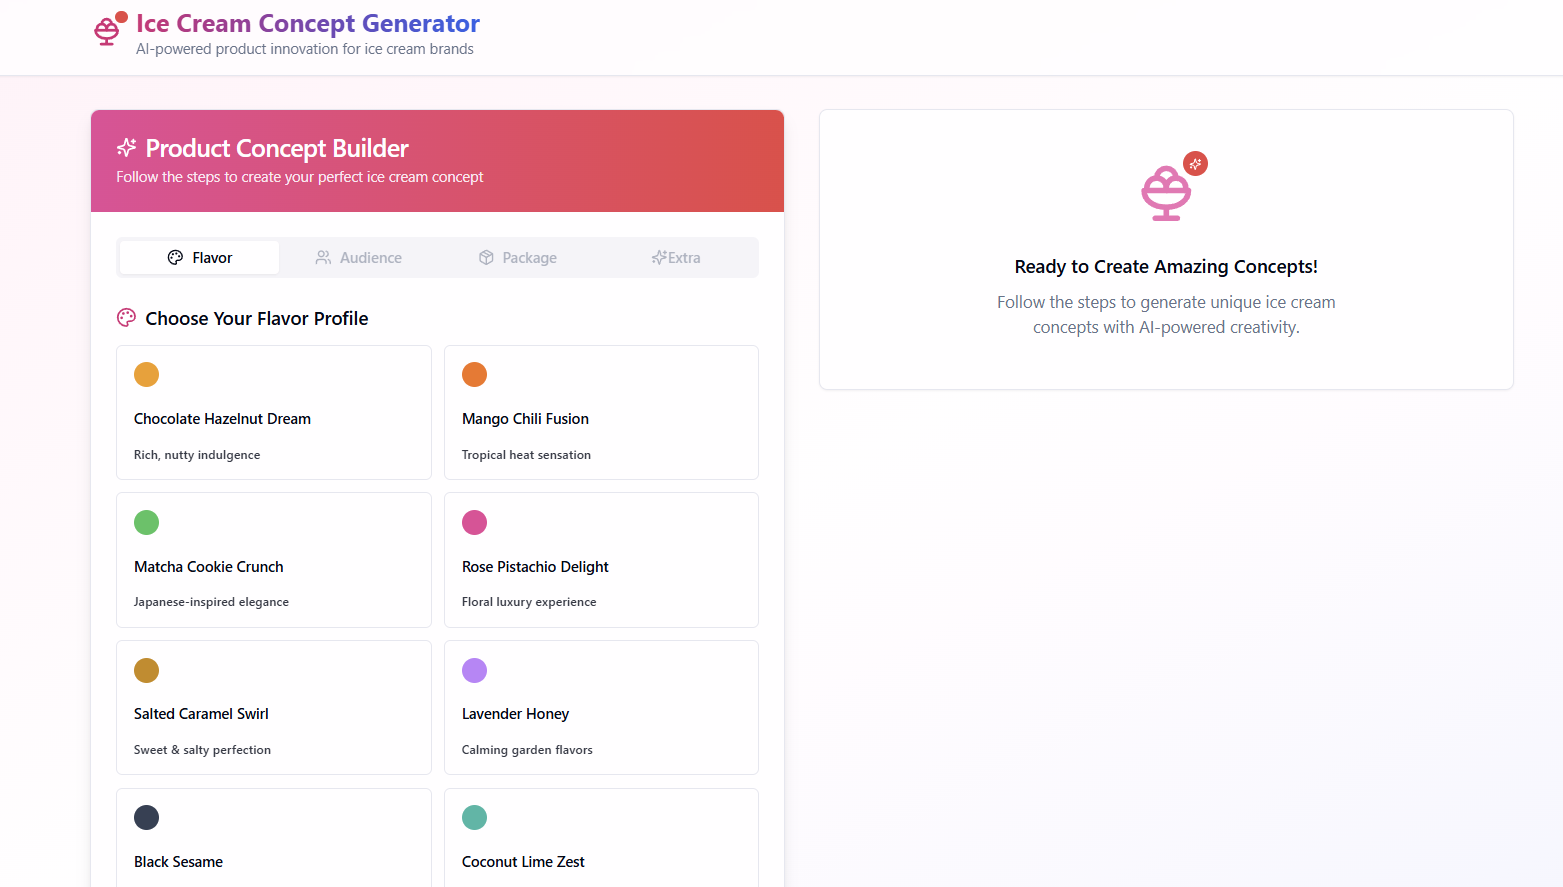 Ice Cream Concept Generator
AI-powered product innovation for ice cream brands
Product Concept Builder
Follow the steps to create your perfect ice cream concept
Flavor
Audience
Package
Extra
Choose Your Flavor Profile
Chocolate Hazelnut Dream
Rich, nutty indulgence
Mango Chili Fusion
Tropical heat sensation
Matcha Cookie Crunch
Japanese-inspired elegance
Rose Pistachio Delight
Floral luxury experience
Salted Caramel Swirl
Sweet & salty perfection
Lavender Honey
Calming garden flavors
Black Sesame
Coconut Lime Zest
Ready to Create Amazing Concepts!
Follow the steps to generate unique ice cream
concepts with AI-powered creativity.